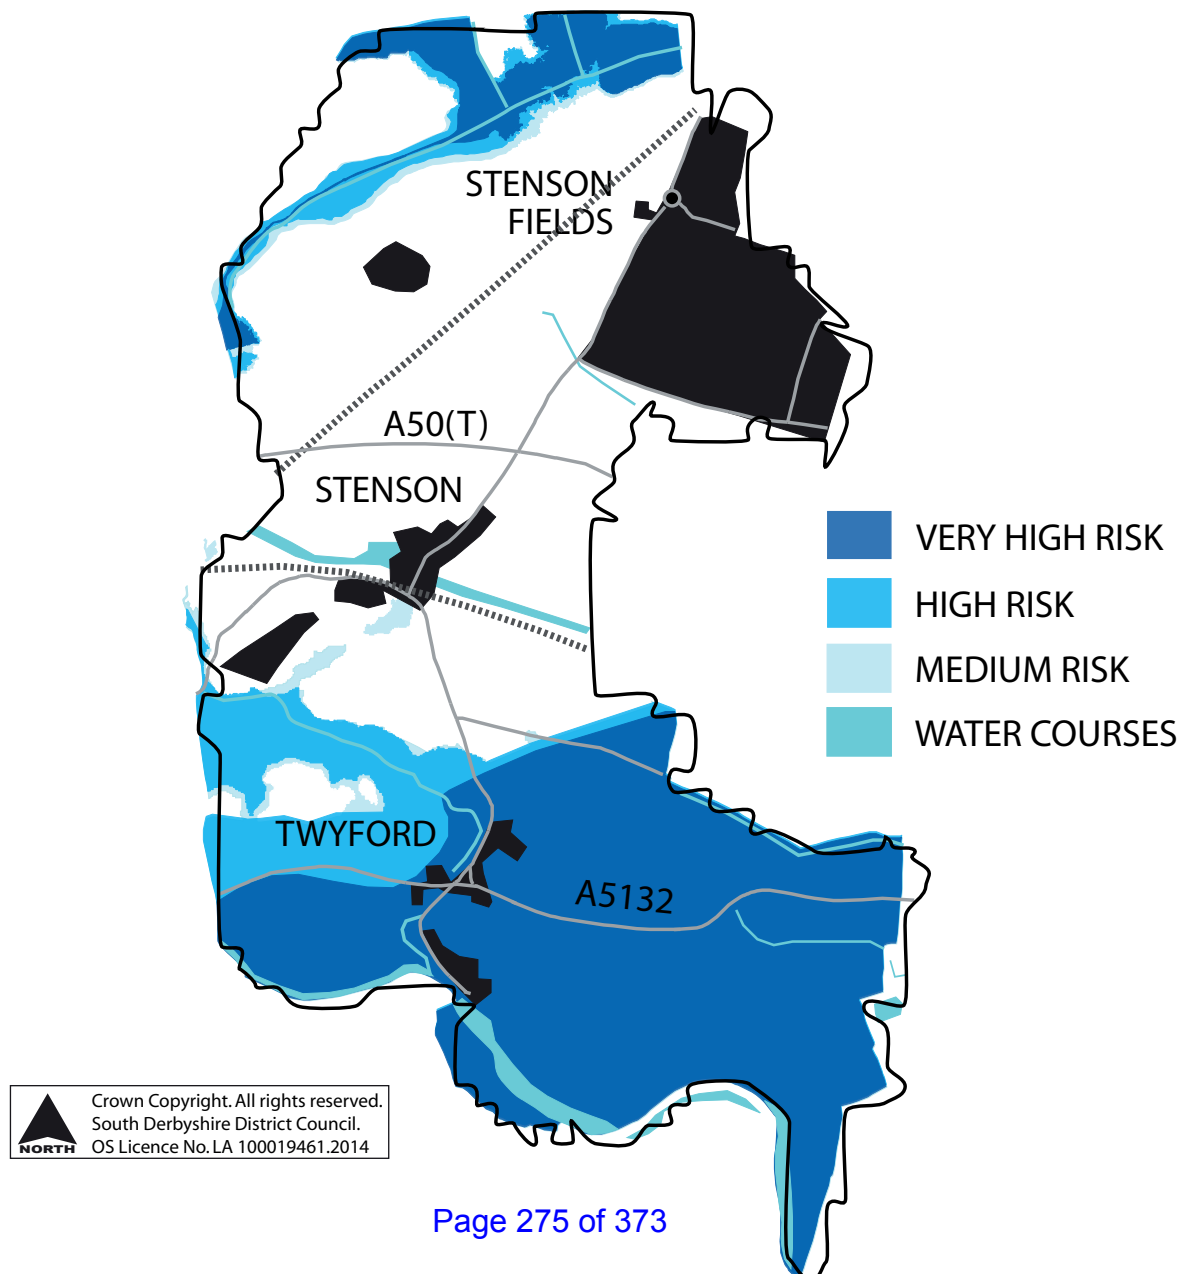 STENSON
FIELDS
A50(T)
STENSON
VERY HIGH RISK
HIGH RISK
MEDIUM RISK
WATER COURSES
TWYFORD
A5132
NORTH
Crown Copyright. All rights reserved.
South Derbyshire District Council.
OS Licence No. LA 100019461.2014
Page 275 of 373